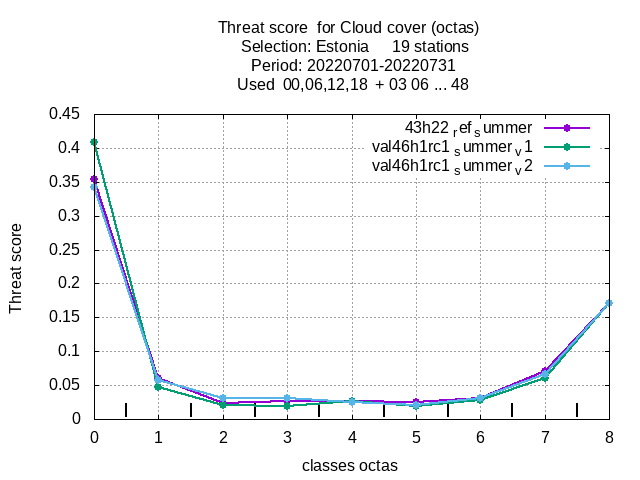 Threat score for Cloud cover (octas)
Selection: Estonia 19 stations
Period: 20220701-20220731
Used 00,06,12,18 + 03 06 ... 48
43h22 ref summer
val46h1rc1 summer v1
val46h1rc1 summer v2
0.45
0.4
0.35
0.3
0.25
0.2
0.15
0.1
0.05
0
Threat score
0 1 2 3 4 5 6 7 8
classes octas